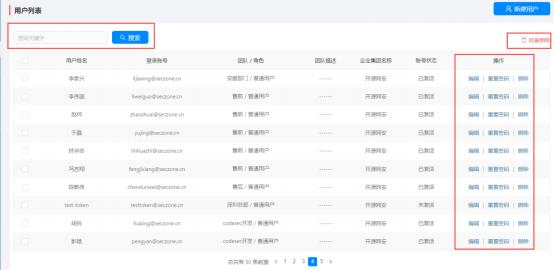 用户列表
新建用户
搜索关键字 搜索
批量删除
用户姓名 登录账号 团队 / 角色 团队描述 企业集团名称 账号状态 操作
李家兴 lijiaxing@seczone.cn 安服部门 / 普通用户 ------ 开源网安 已激活 编辑 | 重置密码 | 删除
李伟国 liweiguo@seczone.cn 售前 / 普通用户 ------ 开源网安 已激活 编辑 | 重置密码 | 删除
赵帅 zhaoshuai@seczone.cn 售前 / 普通用户 ------ 开源网安 已激活 编辑 | 重置密码 | 删除
于晶 yujing@seczone.cn 售前 / 普通用户 ------ 开源网安 已激活 编辑 | 重置密码 | 删除
林华志 linhuazhi@seczone.cn 售前 / 普通用户 ------ 开源网安 已激活 编辑 | 重置密码 | 删除
冯吉翔 fengjixiang@seczone.cn 售前 / 普通用户 ------ 开源网安 已激活 编辑 | 重置密码 | 删除
陈敦伟 chendunwei@seczone.cn 售后 / 普通用户 ------ 开源网安 已激活 编辑 | 重置密码 | 删除
test-token testtoken@seczone.cn 深圳总部 / 普通用户 ------ 开源网安 未激活 编辑 | 重置密码 | 删除
胡兵 hubing@seczone.cn codesec开发 / 普通用户 ------ 开源网安 已激活 编辑 | 重置密码 | 删除
彭艳 pengyan@seczone.cn codesec开发 / 普通用户 ------ 开源网安 已激活 编辑 | 重置密码 | 删除
总共有 50 条数据 < 1 2 3 4 5 >